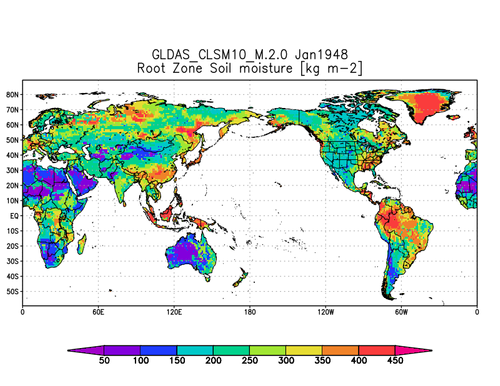 GLDAS_CLSM10_M.2.0 Jan1948
Root Zone Soil moisture [kg m-2]
80N
70N
60N
50N
40N
30N
20N
10N
EQ
10S
20S
30S
40S
50S
0 60E 120E 180 120W 60W 0
50 100 150 200 250 300 350 400 450